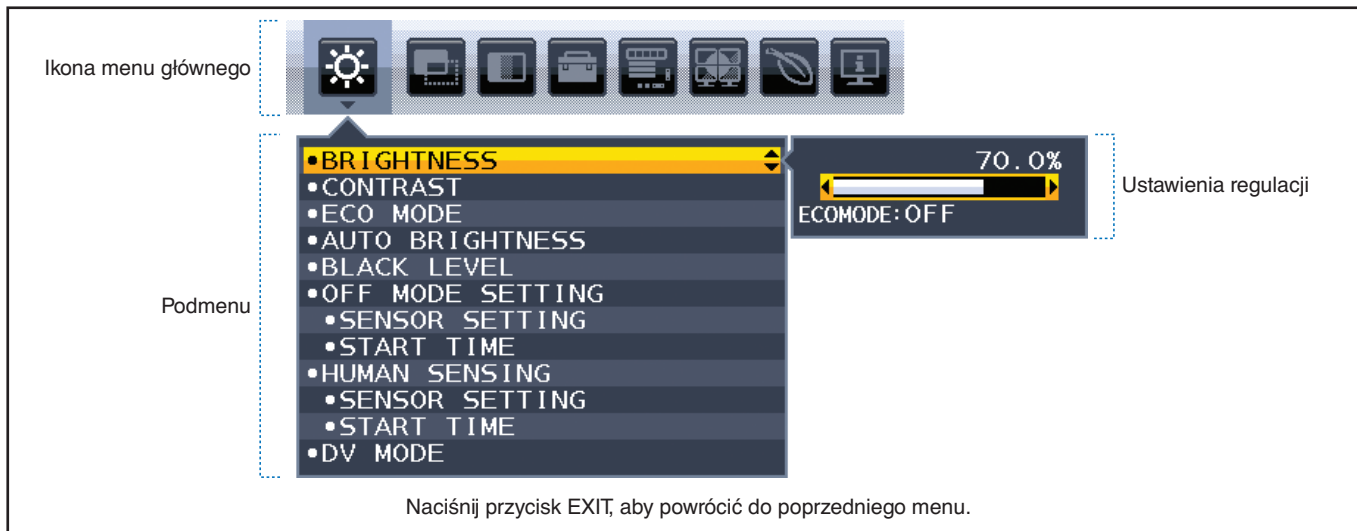 Ikona menu głównego
•BRIGHTNESS
•CONTRAST
•ECO MODE
•AUTO BRIGHTNESS
•BLACK LEVEL
•OFF MODE SETTING
•SENSOR SETTING
•START TIME
•HUMAN SENSING
•SENSOR SETTING
•START TIME
•DV MODE
70.0%
ECOMODE:OFF
Ustawienia regulacji
Podmenu
Naciśnij przycisk EXIT, aby powrócić do poprzedniego menu.